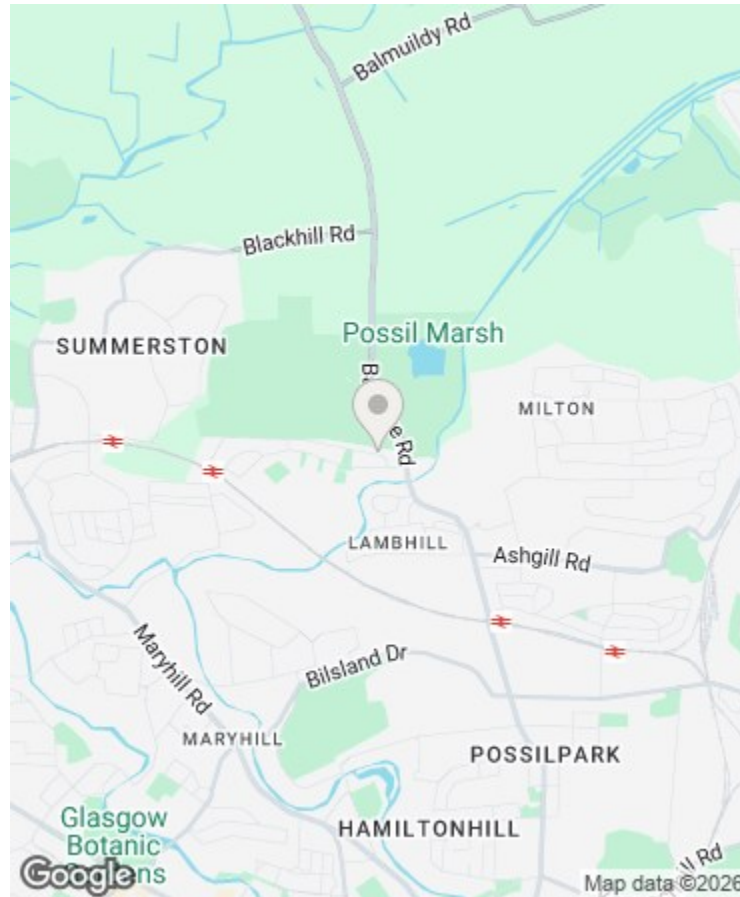 Balmuildy Rd
Blackhill Rd
SUMMERSTON
Possil Marsh
MILTON
LAMBHILL
Ashgill Rd
Maryhill Rd
Bilsland Dr
MARYHILL
POSSILPARK
Glasgow
Botanic
HAMILTONHILL
Google
Rd
Map data ©2026